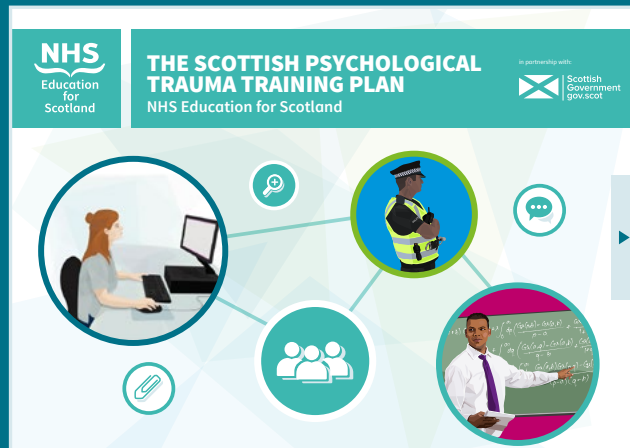 NHS
Education
for
Scotland
THE SCOTTISH PSYCHOLOGICAL
TRAUMA TRAINING PLAN
NHS Education for Scotland
in partnership with:
Scottish
Government
gov.scot